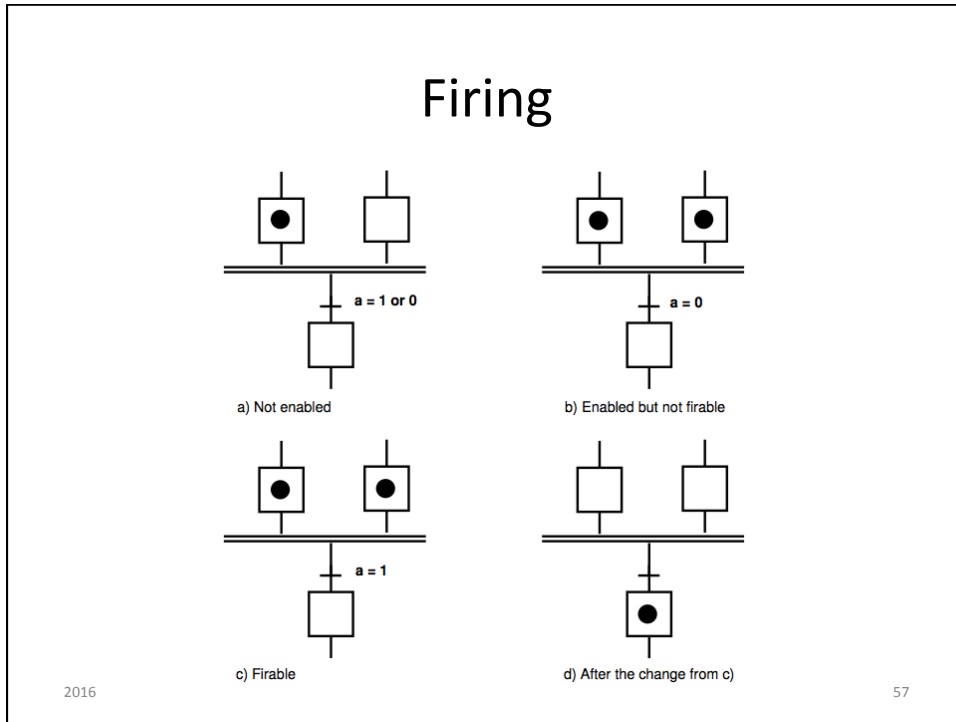 Firing
a = 1 or 0
a = 0
a) Not enabled
b) Enabled but not firable
a = 1
c) Firable
d) After the change from c)
2016
57